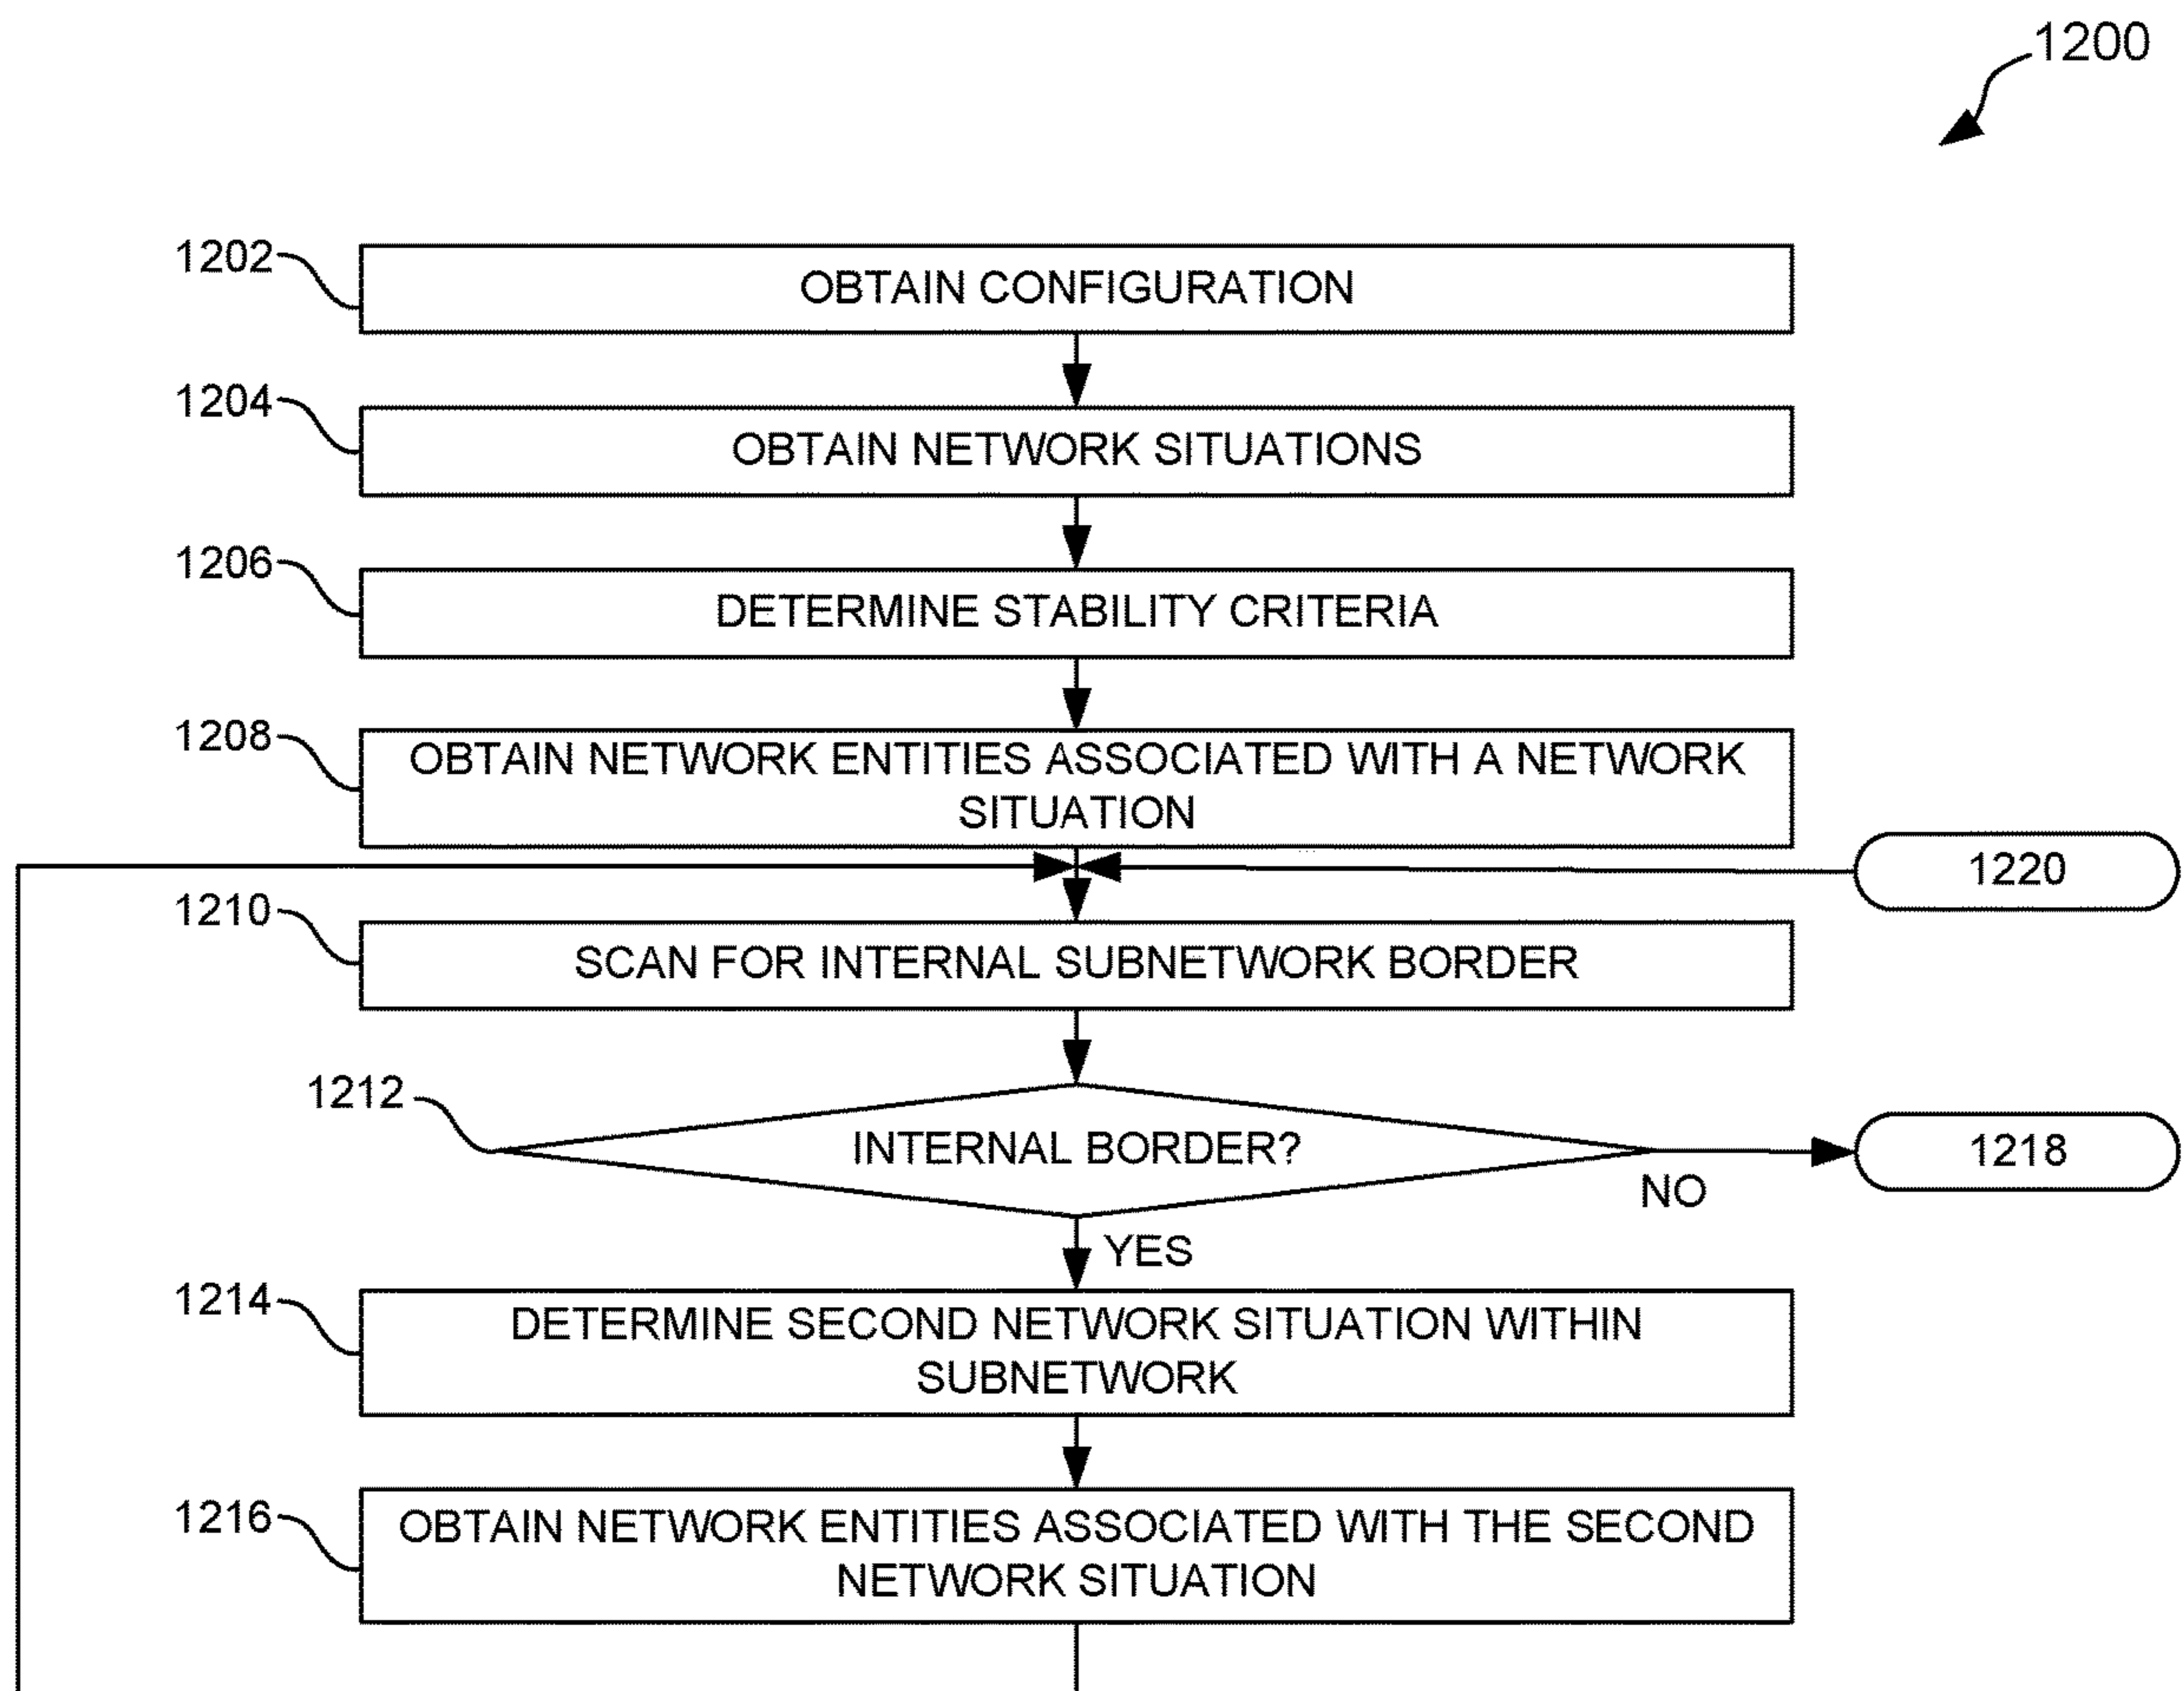 1200
1202
OBTAIN CONFIGURATION
1204
OBTAIN NETWORK SITUATIONS
1206
DETERMINE STABILITY CRITERIA
1208
OBTAIN NETWORK ENTITIES ASSOCIATED WITH A NETWORK
SITUATION
1220
1210
SCAN FOR INTERNAL SUBNETWORK BORDER
1212
INTERNAL BORDER?
1218
NO
YES
1214
DETERMINE SECOND NETWORK SITUATION WITHIN
SUBNETWORK
1216
OBTAIN NETWORK ENTITIES ASSOCIATED WITH THE SECOND
NETWORK SITUATION